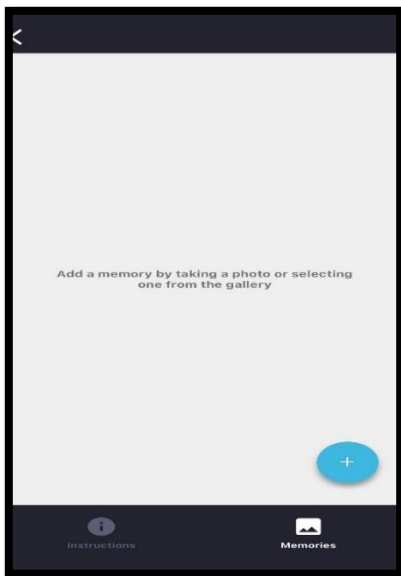 Add a memory by taking a photo or selecting
one from the gallery
+
Instructions
Memories